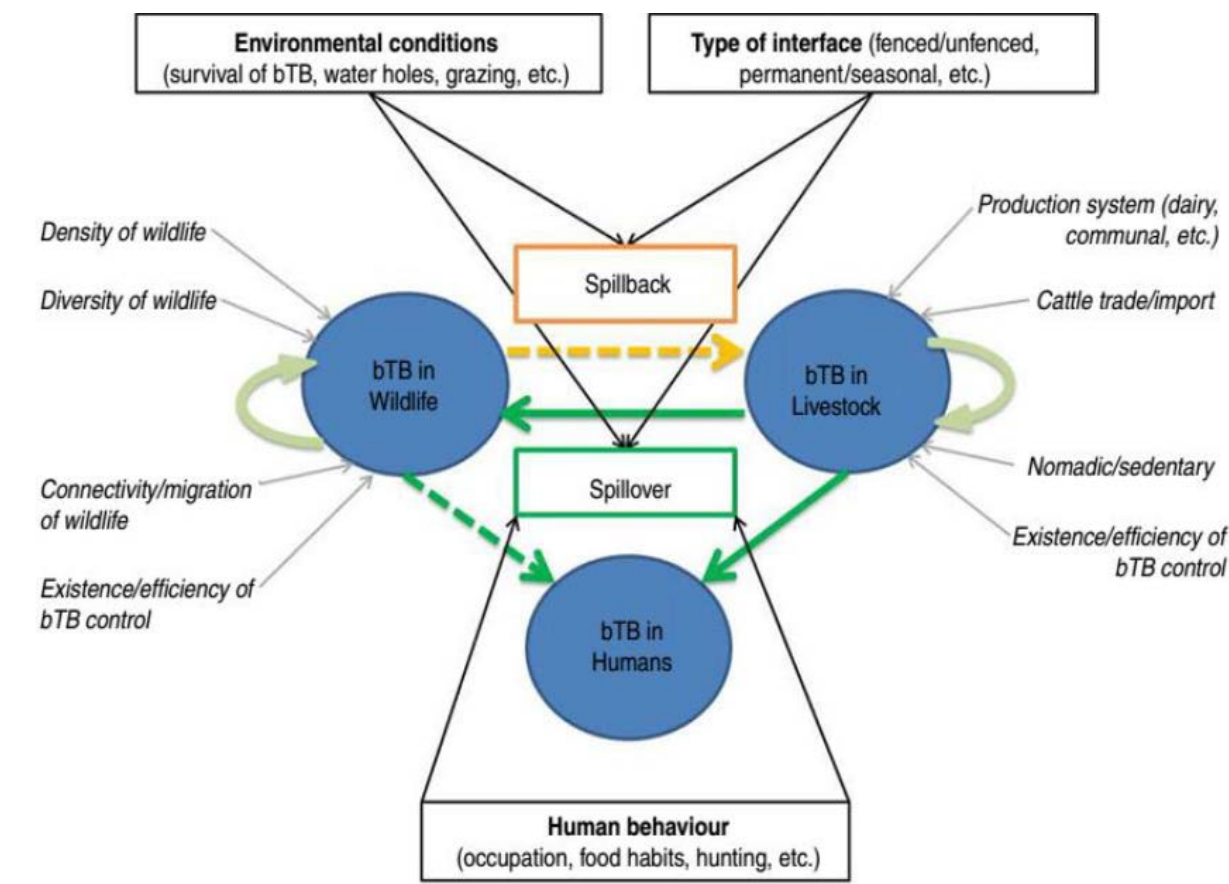 Environmental conditions
(survival of bTB, water holes, grazing, etc.)
Type of interface (fenced/unfenced,
permanent/seasonal, etc.)
Density of wildlife
Diversity of wildlife
Production system (dairy,
communal, etc.)
Cattle trade/import
Spillback
bTB in
Wildlife
bTB in
Livestock
Connectivity/migration
of wildlife
Existence/efficiency of
bTB control
Spillover
Nomadic/sedentary
Existence/efficiency of
bTB control
bTB in
Humans
Human behaviour
(occupation, food habits, hunting, etc.)